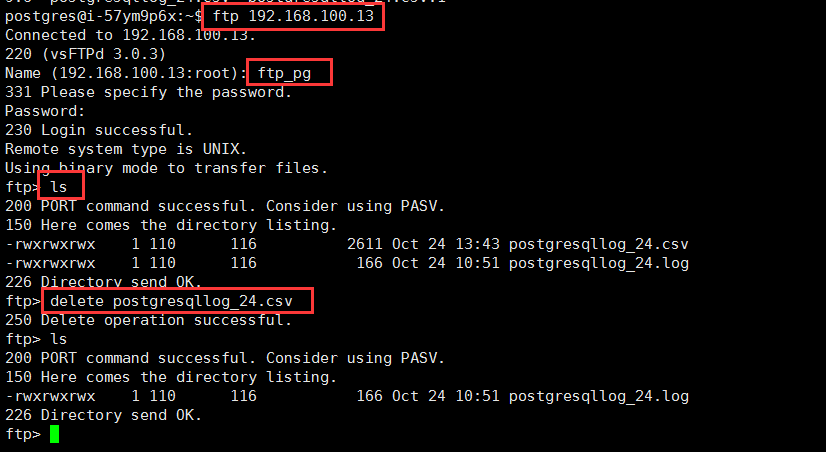 postgres@i-57ym9p6x:~$ ftp 192.168.100.13
Connected to 192.168.100.13.
220 (vsFTPd 3.0.3)
Name (192.168.100.13:root): ftp_pg
331 Please specify the password.
Password:
230 Login successful.
Remote system type is UNIX.
Using binary mode to transfer files.
ftp> ls
200 PORT command successful. Consider using PASV.
150 Here comes the directory listing.
-rwxrwxrwx    1 110      116          2611 Oct 24 13:43 postgresqllog_24.csv
-rwxrwxrwx    1 110      116           166 Oct 24 10:51 postgresqllog_24.log
226 Directory send OK.
ftp> delete postgresqllog_24.csv
250 Delete operation successful.
ftp> ls
200 PORT command successful. Consider using PASV.
150 Here comes the directory listing.
-rwxrwxrwx    1 110      116           166 Oct 24 10:51 postgresqllog_24.log
226 Directory send OK.
ftp>